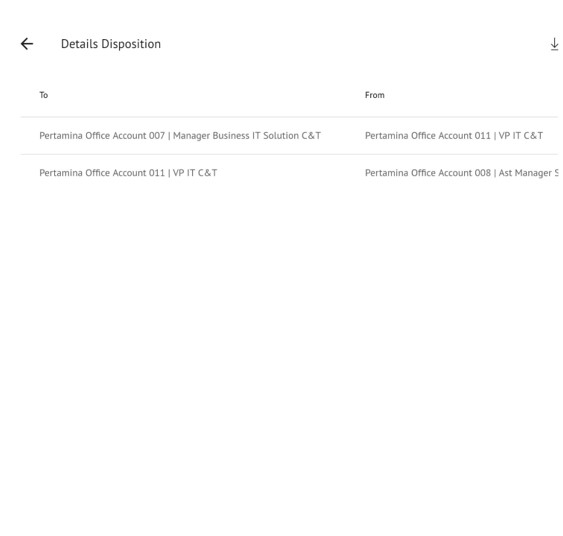 Details Disposition
To From
Pertamina Office Account 007 | Manager Business IT Solution C&T Pertamina Office Account 011 | VP IT C&T
Pertamina Office Account 011 | VP IT C&T Pertamina Office Account 008 | Ast Manager